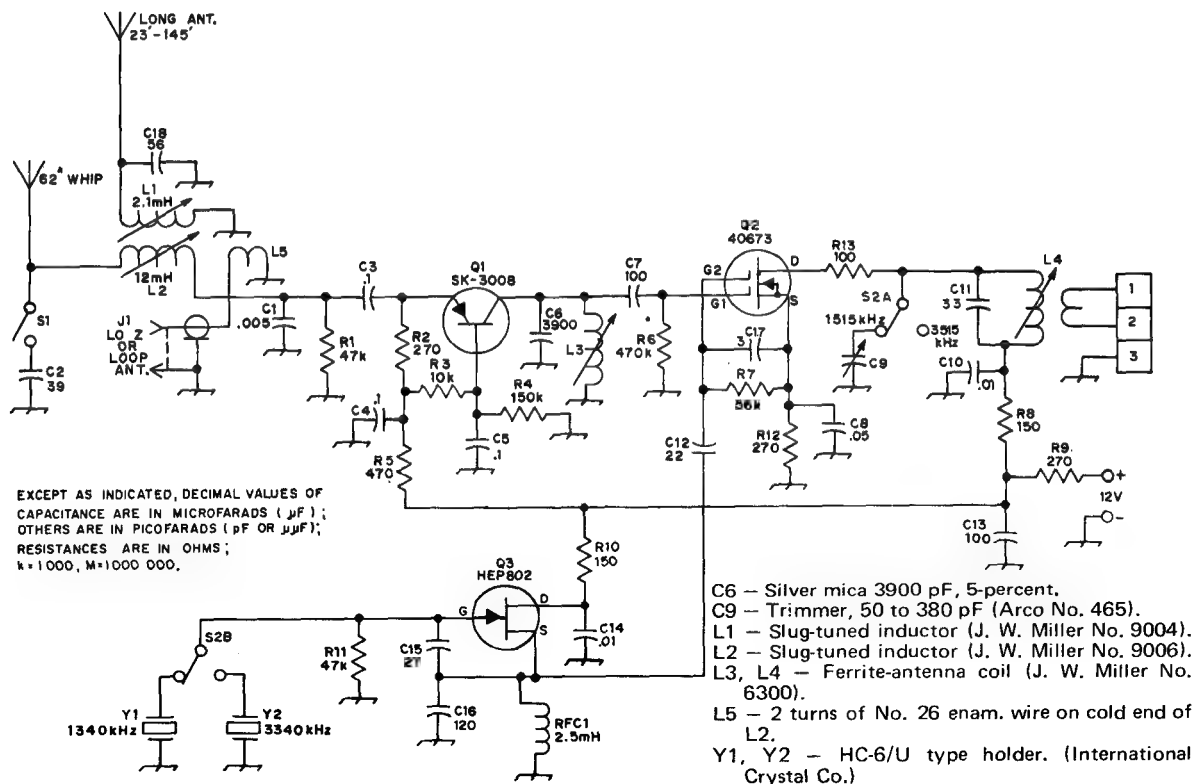 LONG ANT.
23'-145'
C18
56
62" WHIP
L1
2.1mH
12mH
L2
L5
S1
C2
39
J1
LO Z
OR
LOOP
ANT.
C1
.005
R1
47k
C3
.1
R2
270
R3
10k
Q1
SK-3008
C4
.1
R5
470
R4
150k
C5
.1
C6
3900
L3
C7
100
R6
470k
Q2
40673
G2
G1
D
S
C17
3
R7
56k
C12
22
R12
270
C8
.05
R13
100
S2A
1515kHz
3515
kHz
C9
C11
33
L4
C10
.01
1
2
3
R8
150
R9
270
+
12V
-
C13
100
EXCEPT AS INDICATED, DECIMAL VALUES OF
CAPACITANCE ARE IN MICROFARADS (µF);
OTHERS ARE IN PICOFARADS (pF OR µµF);
RESISTANCES ARE IN OHMS;
k=1000, M=1000 000.
Q3
HEP802
G
D
S
R10
150
C14
.01
S2B
R11
47k
C15
27
C16
120
RFC1
2.5mH
Y1
1340kHz
Y2
3340kHz
C6 – Silver mica 3900 pF, 5-percent.
C9 – Trimmer, 50 to 380 pF (Arco No. 465).
L1 – Slug-tuned inductor (J. W. Miller No. 9004).
L2 – Slug-tuned inductor (J. W. Miller No. 9006).
L3, L4 – Ferrite-antenna coil (J. W. Miller No.
6300).
L5 – 2 turns of No. 26 enam. wire on cold end of
L2.
Y1, Y2 – HC-6/U type holder. (International
Crystal Co.)